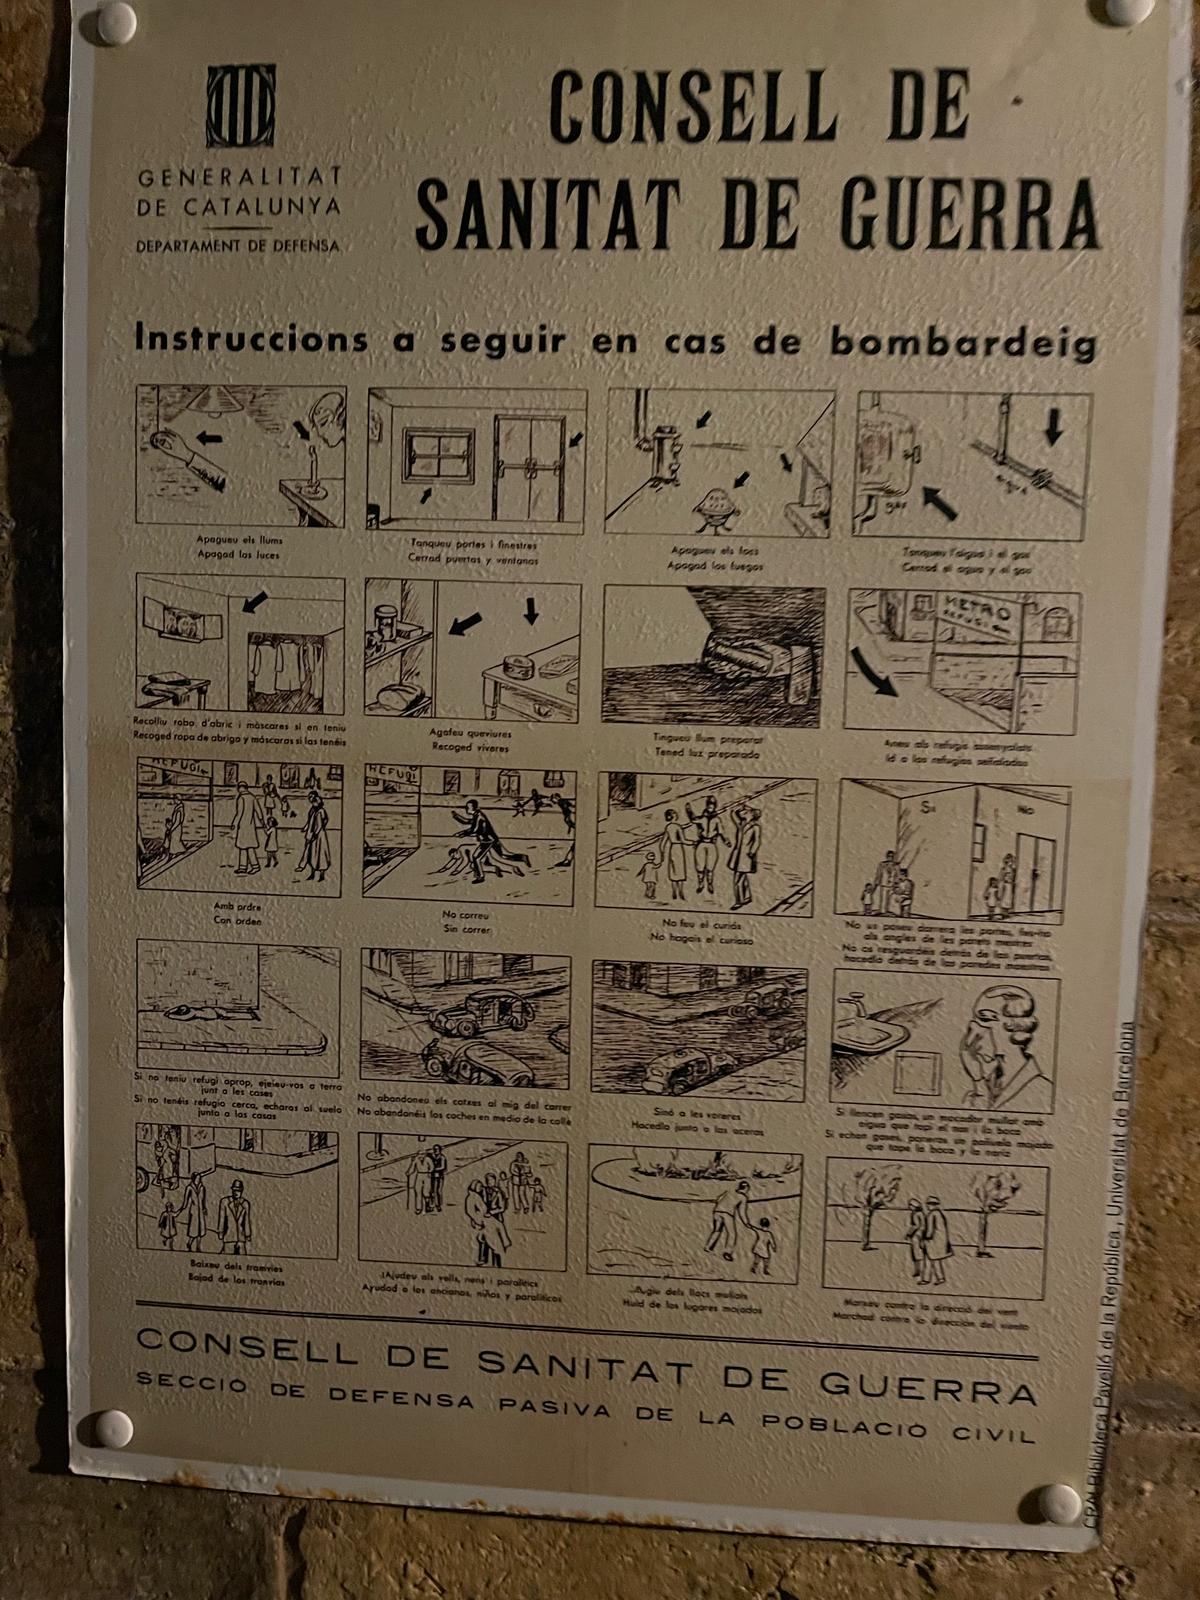 GENERALITAT
DE CATALUNYA
DEPARTAMENT DE DEFENSA
CONSELL DE
SANITAT DE GUERRA
Instruccions a seguir en cas de bombardeig
Apagueu els llums
Apagad las luces
Tanqueu portes i finestres
Cerrad puertas y ventanas
Apagueu els focs
Apagad los fuegos
gas
Tanqueu l'aigua i el gas
Cerrad el agua y el gas
Recolliu roba d'abric i màscares si en teniu
Recoged ropa de abrigo y máscaras si las tenéis
Agafeu queviures
Recoged víveres
Tingueu llum preparat
Tened luz preparada
METRO
REFUGI
Aneu als refugis assenyalats
Id a los refugios señalados
REFUGI
Amb ordre
Con orden
REFUGI
No correu
Sin correr
No feu el curiós
No hagais el curioso
Si
No
No us poseu darrera les portes, feu-ho
als angles de les parets mestres
No os resguardéis detrás de las puertas,
hacedlo detrás de las paredes maestras
Si no teniu refugi aprop, ejeieu-vos a terra
junt a les cases
Si no tenéis refugio cerca, echaros al suelo
junto a las casas
No abandoneu els cotxes al mig del carrer
No abandonéis los coches en medio de la calle
Sinó a les voreres
Hacedlo junto a las aceras
Si llencen gasos, un mocador mullat amb
aigua que tapi el nas i la boca
Si echan gases, poneros un pañuelo mojado
que tape la boca y la nariz
Baixeu dels tramvies
Bajad de los tranvías
Ajudeu als vells, nens i paralítics
Ayudad a los ancianos, niños y paralíticos
dels llocs mullats
Huid de los lugares mojados
Marxeu contra la direcció del vent
Marchad contra la dirección del viento
CONSELL DE SANITAT DE GUERRA
SECCIÓ DE DEFENSA PASIVA DE LA POBLACIÓ CIVIL
CRAI Biblioteca Pavelló de la República, Universitat de Barcelona